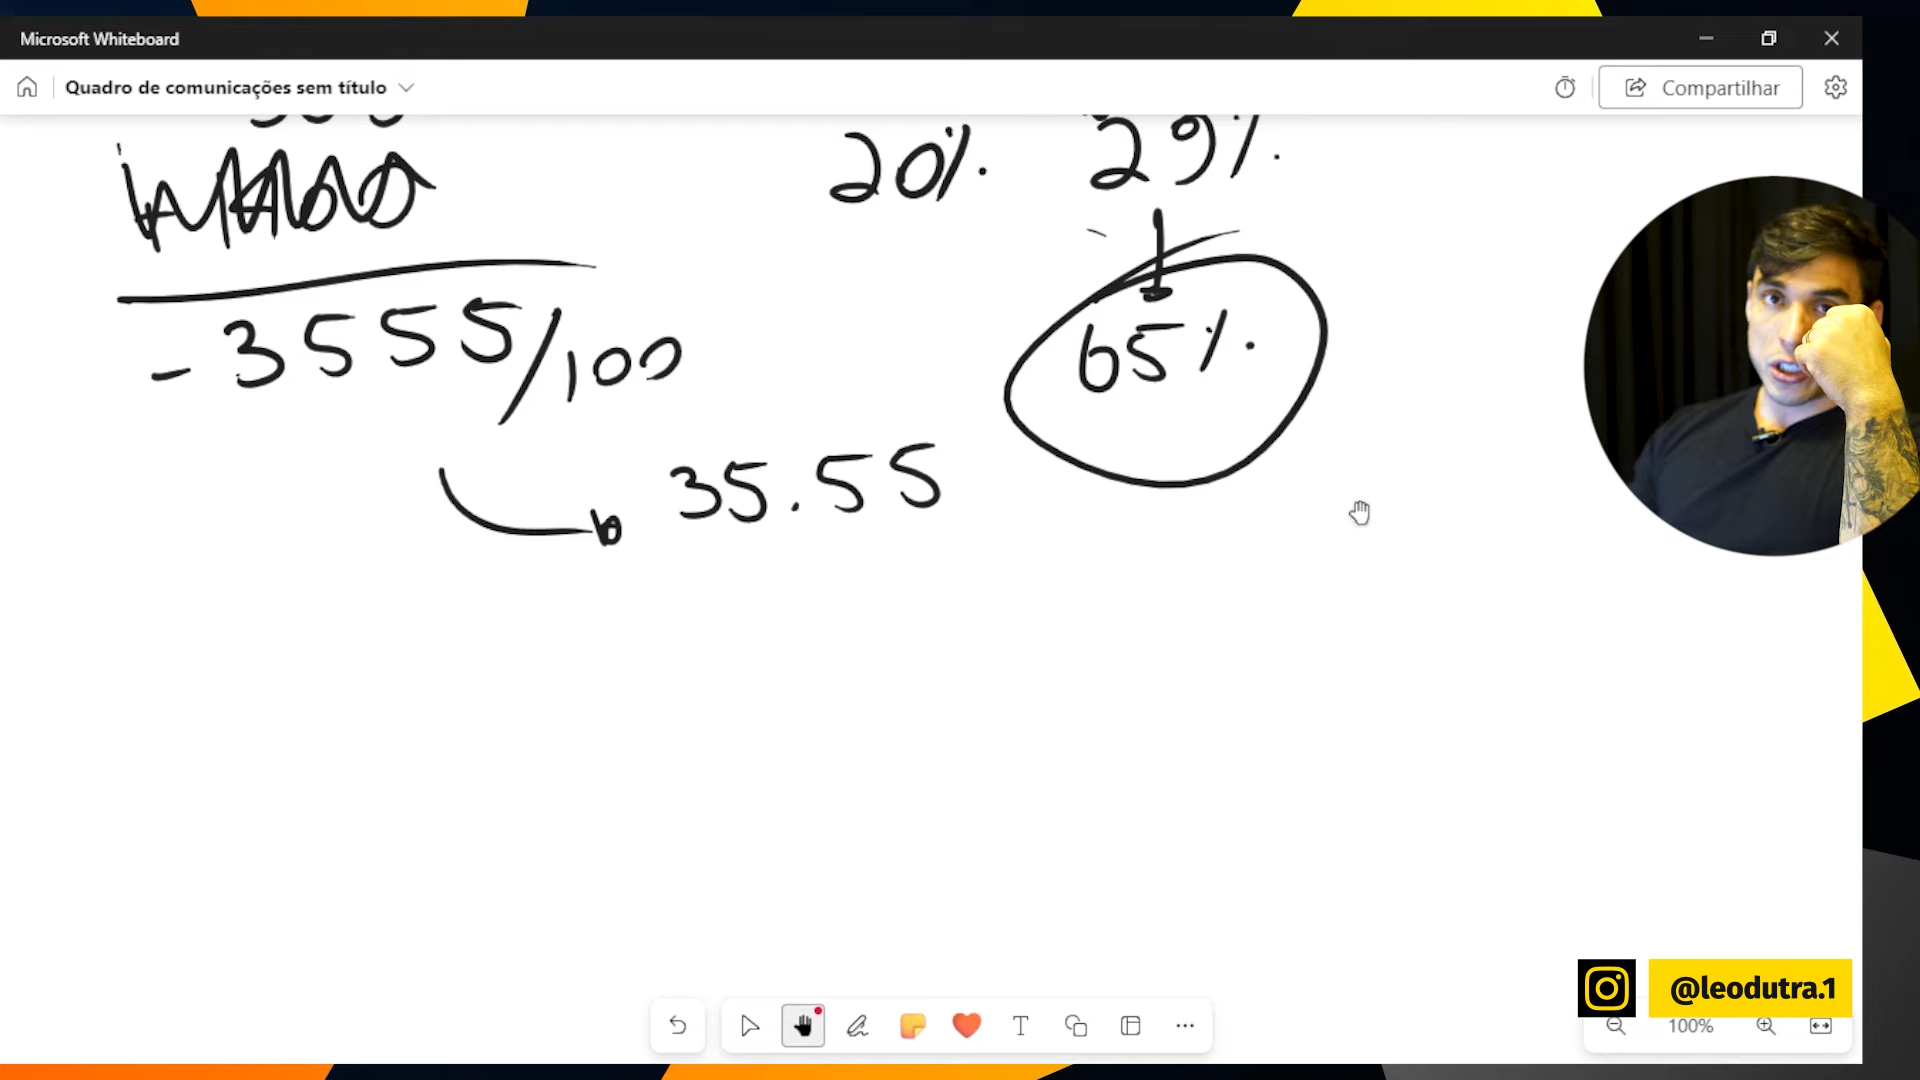 Microsoft Whiteboard
Quadro de comunicações sem título
Compartilhar
20%. 29%.
- 3555/100
65%.
35.55
@leodutra.1
100%